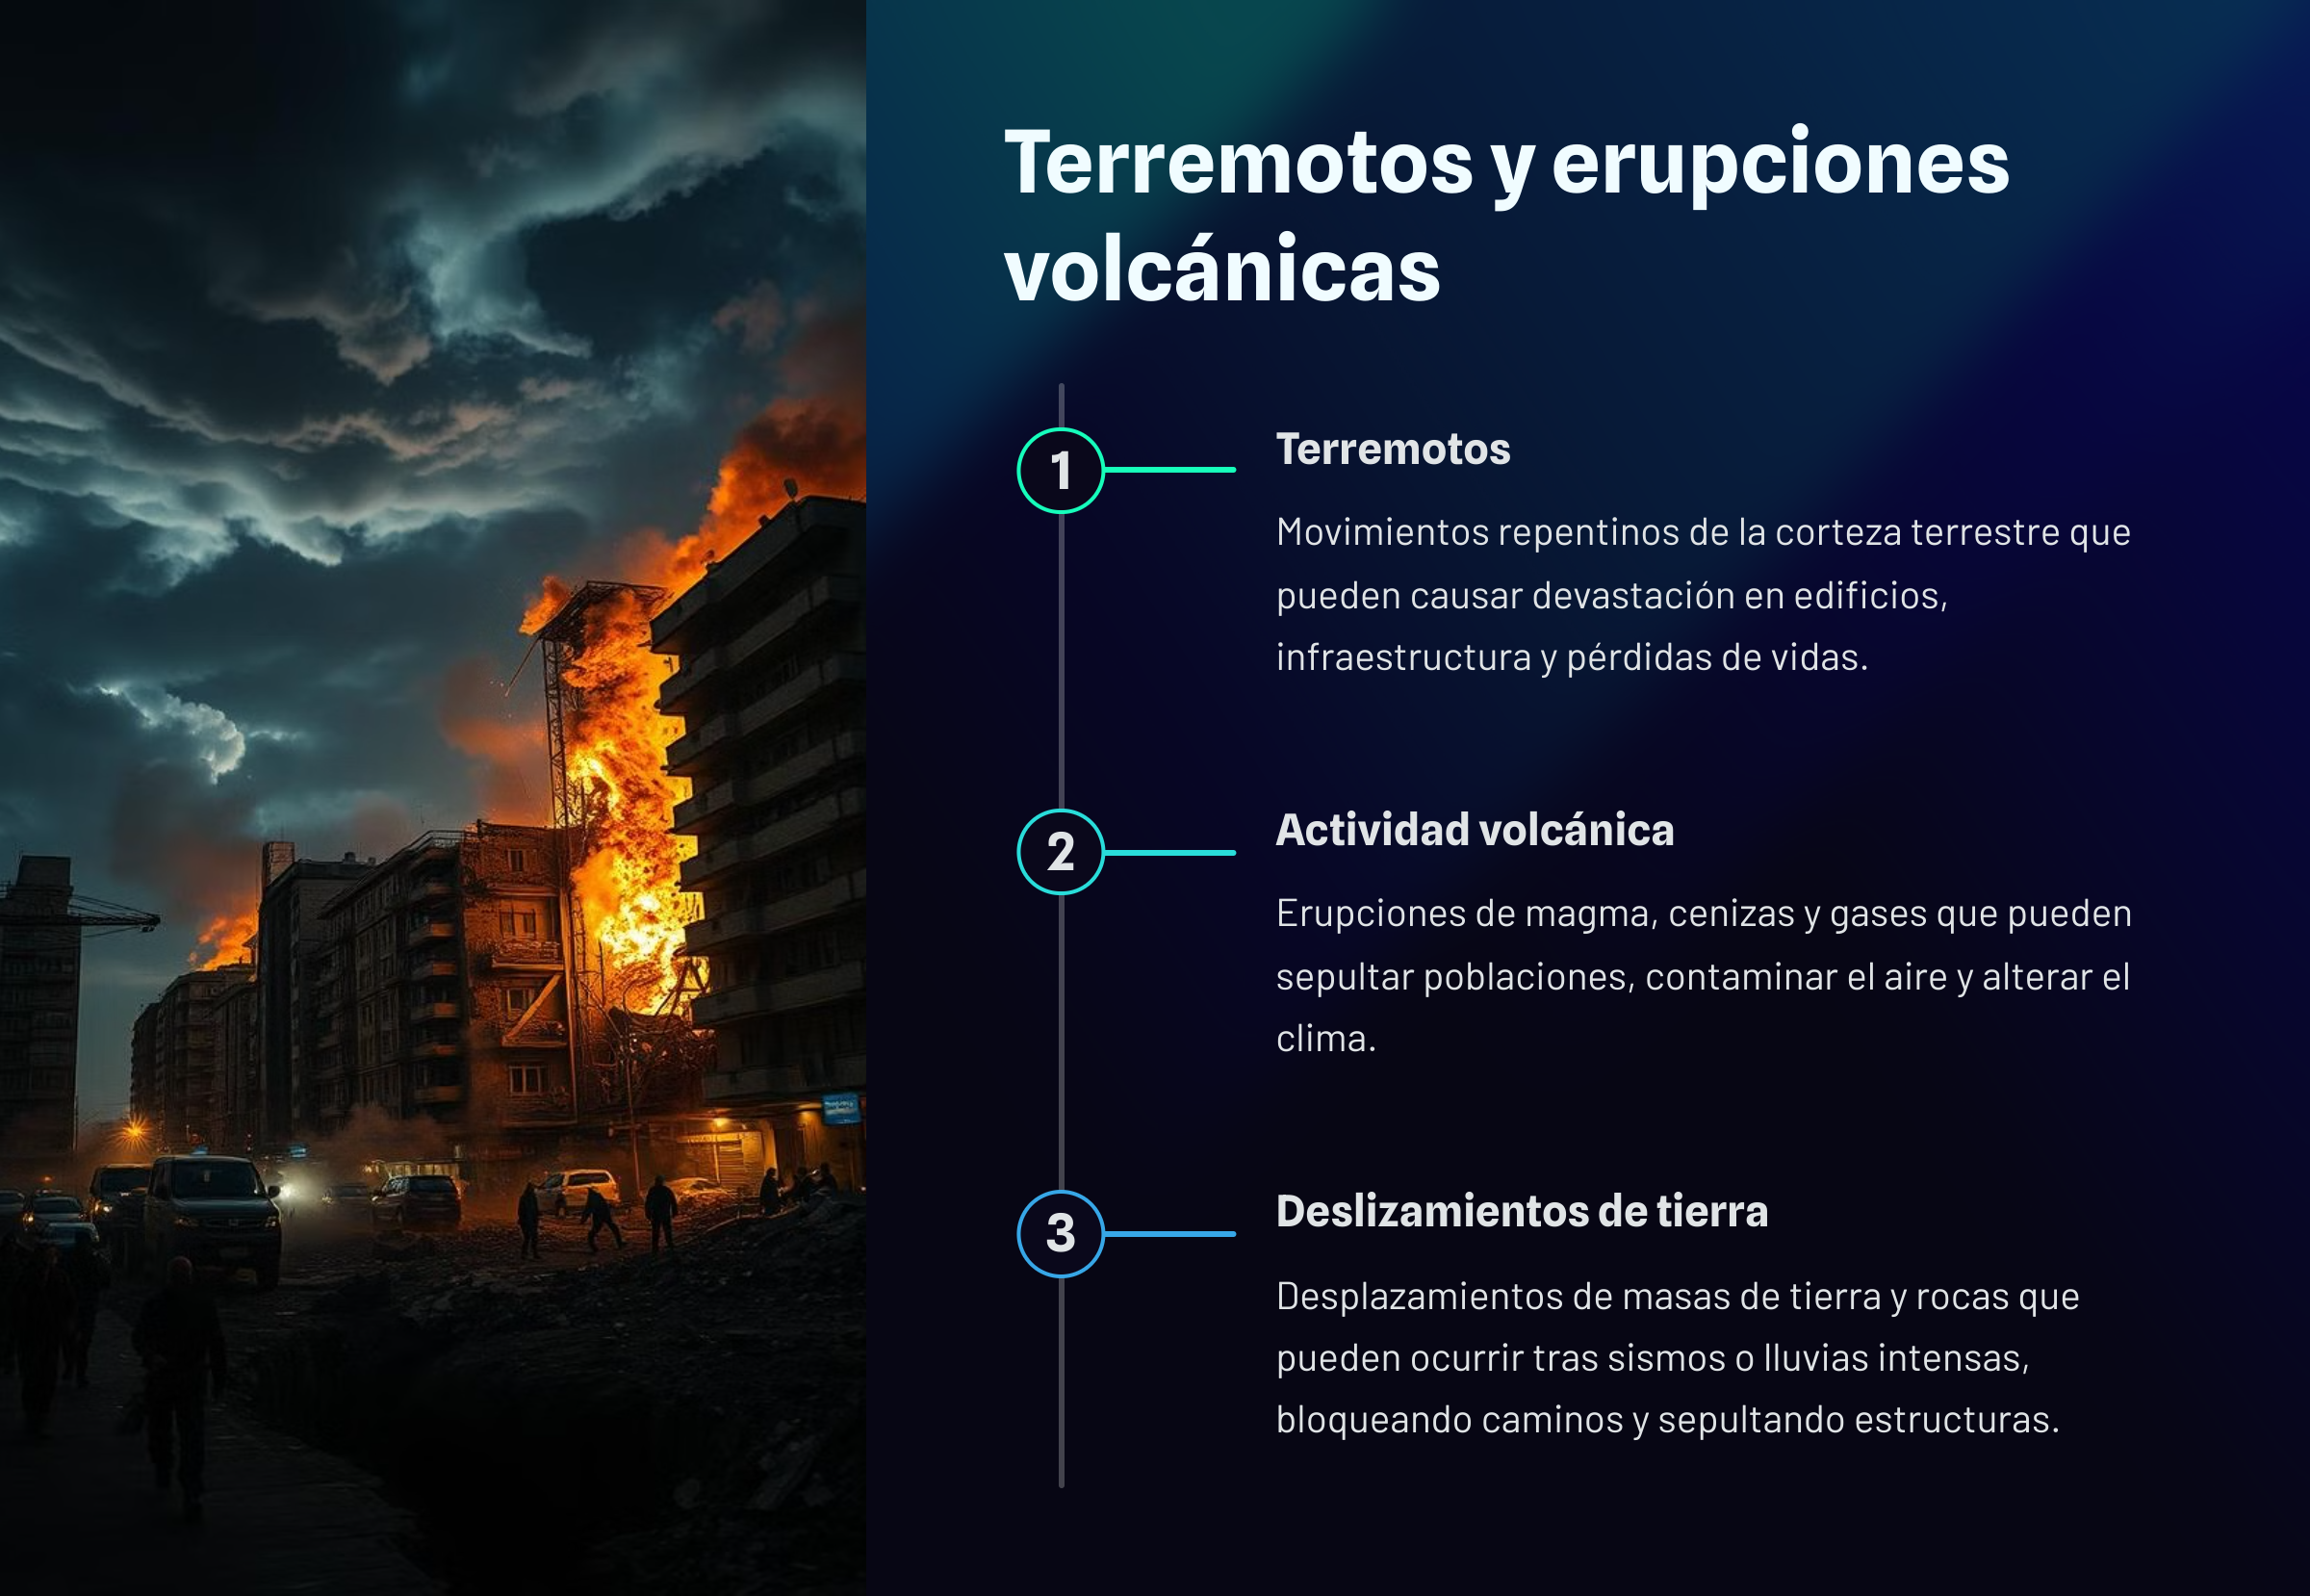 Terremotos y erupciones
volcánicas
1
Terremotos
Movimientos repentinos de la corteza terrestre que
pueden causar devastación en edificios,
infraestructura y pérdidas de vidas.
2
Actividad volcánica
Erupciones de magma, cenizas y gases que pueden
sepultar poblaciones, contaminar el aire y alterar el
clima.
3
Deslizamientos de tierra
Desplazamientos de masas de tierra y rocas que
pueden ocurrir tras sismos o lluvias intensas,
bloqueando caminos y sepultando estructuras.